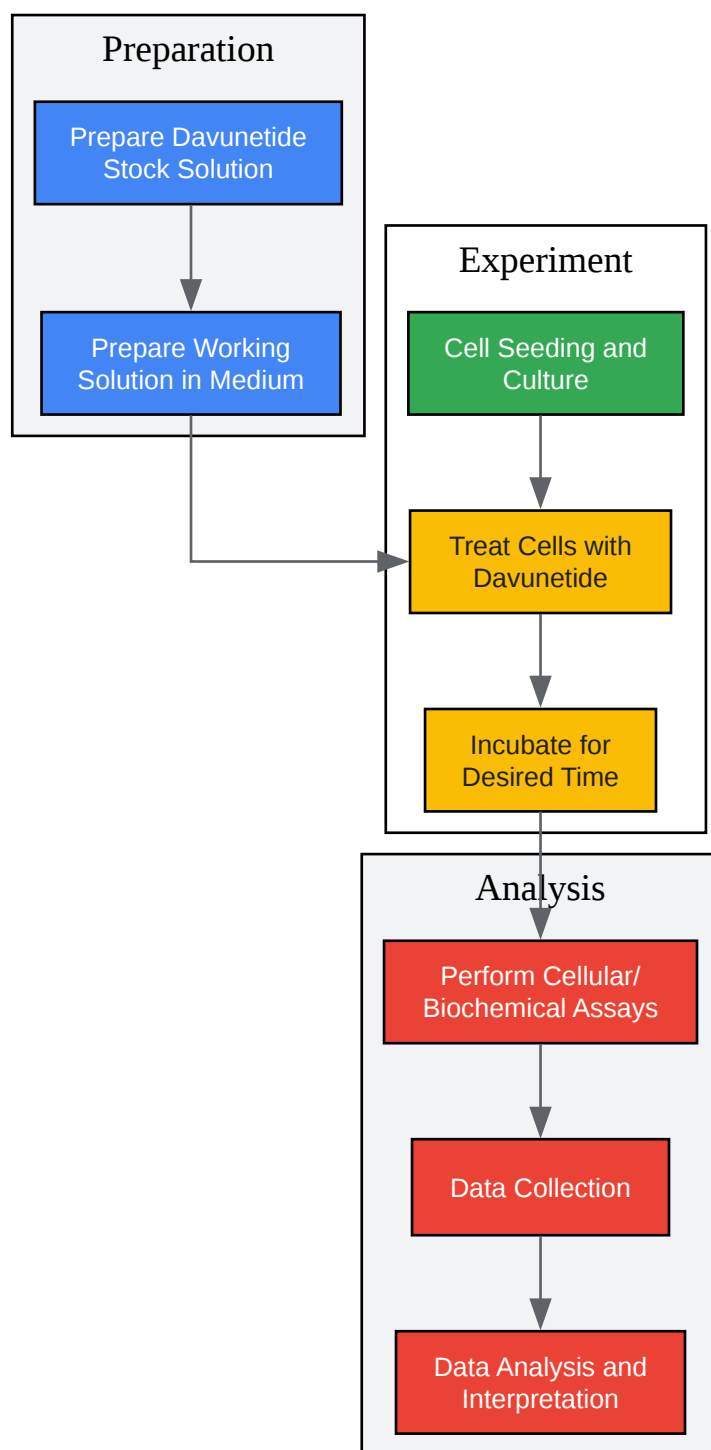 Preparation
Prepare Davunetide
Stock Solution
Prepare Working
Solution in Medium
Experiment
Cell Seeding and
Culture
Treat Cells with
Davunetide
Incubate for
Desired Time
Analysis
Perform Cellular/
Biochemical Assays
Data Collection
Data Analysis and
Interpretation